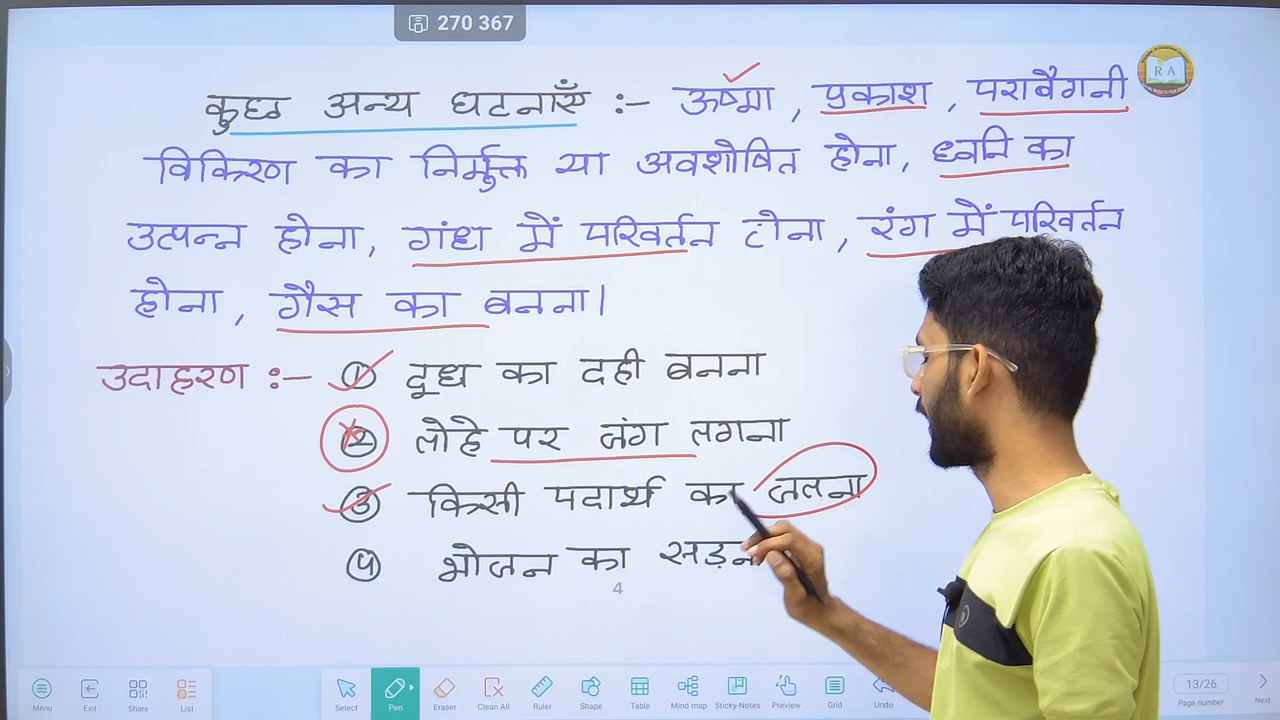 270 367
कुछ अन्य घटनाएँ :- ऊष्मा, प्रकाश, पराबैगनी
विकिरण का निर्मुक्त या अवशोषित होना, ध्वनि का
उत्पन्न होना, गंध में परिवर्तन होना, रंग में परिवर्तन
होना, गैस का बनना।
उदाहरण :- ① दूध का दही बनना
② लोहे पर जंग लगना
③ किसी पदार्थ का जलना
④ भोजन का सड़ना
4
RA
Menu Exit Share List Select Pen Eraser Clean All Ruler Shape Table Mind map Sticky-Notes Preview Grid Undo 13/26 Page number Next